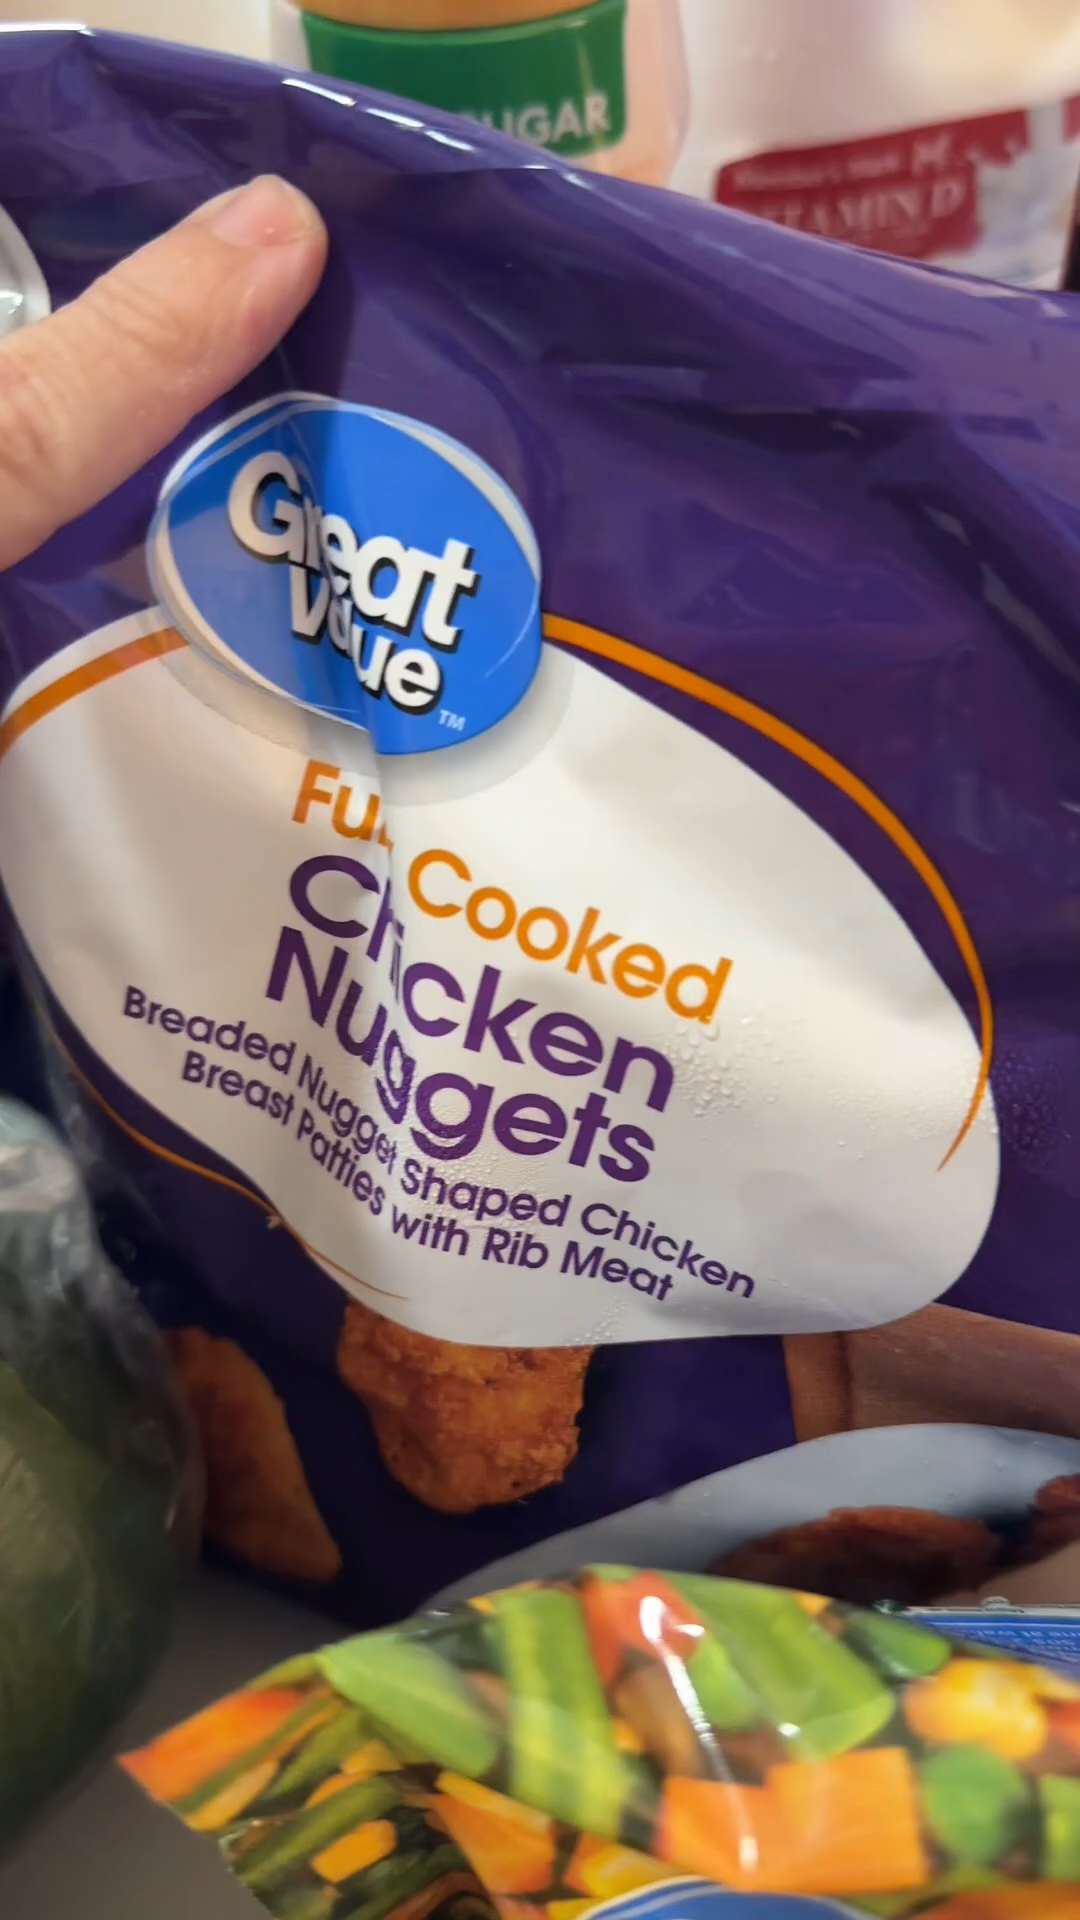 SUGAR
VITAMIN D
Great
Value
TM
Fully Cooked
Chicken
Nuggets
Breaded Nugget Shaped Chicken
Breast Patties with Rib Meat